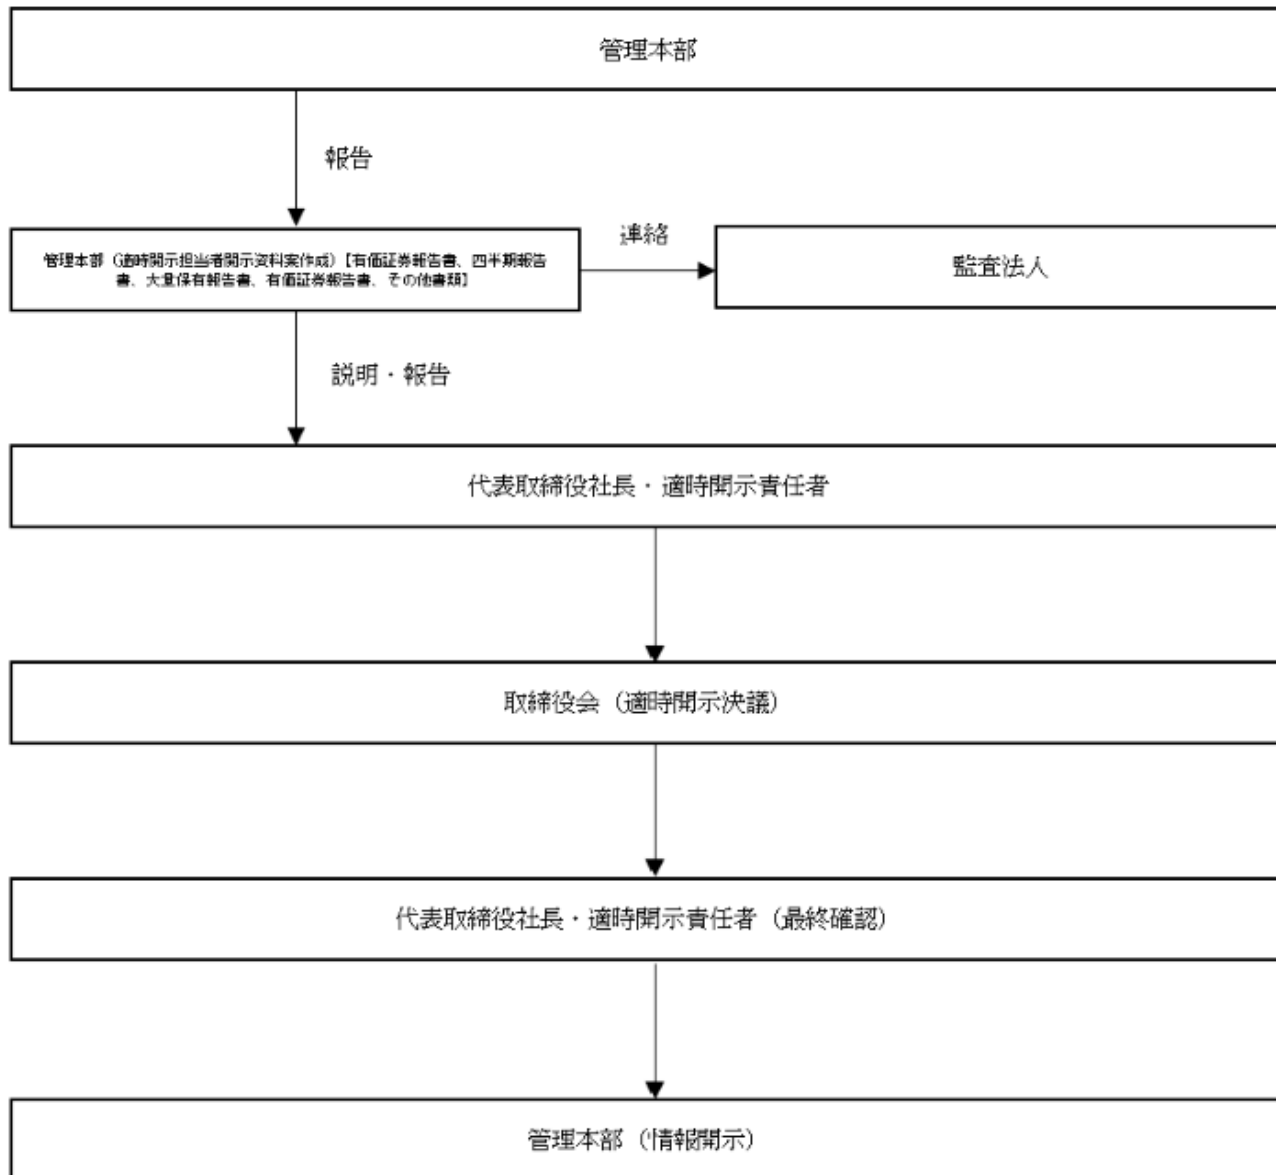 管理本部
報告
管理本部（適時開示担当者開示資料案作成）【有価証券報告書、四半期報告
書、大量保有報告書、有価証券報告書、その他書類】
連絡
監査法人
説明・報告
代表取締役社長・適時開示責任者
取締役会（適時開示決議）
代表取締役社長・適時開示責任者（最終確認）
管理本部（情報開示）